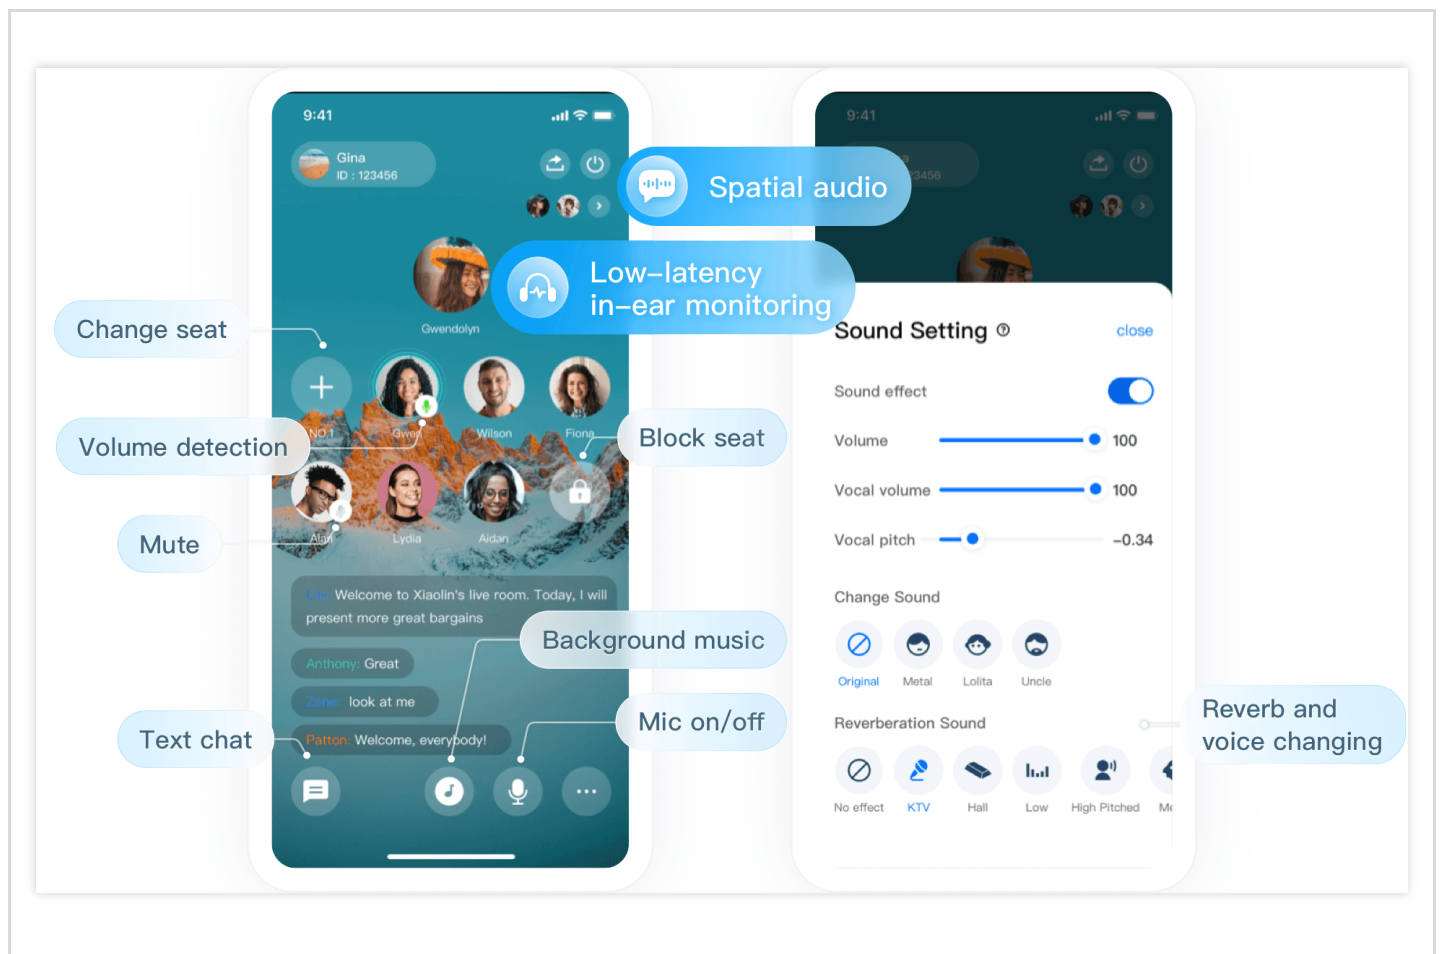 9:41
Gina
ID : 123456
Spatial audio
Low-latency
in-ear monitoring
Gwendolyn
Change seat
NO.1
Gwen
Wilson
Fiona
Volume detection
Block seat
Mute
Alan
Lydia
Aidan
Welcome to Xiaolin's live room. Today, I will
present more great bargains
Anthony: Great
Zane: look at me
Patton: Welcome, everybody!
Background music
Mic on/off
Text chat
9:41
Sound Setting
close
Sound effect
Volume 100
Vocal volume 100
Vocal pitch -0.34
Change Sound
Original
Metal
Lolita
Uncle
Reverberation Sound
Reverb and
voice changing
No effect
KTV
Hall
Low
High Pitched